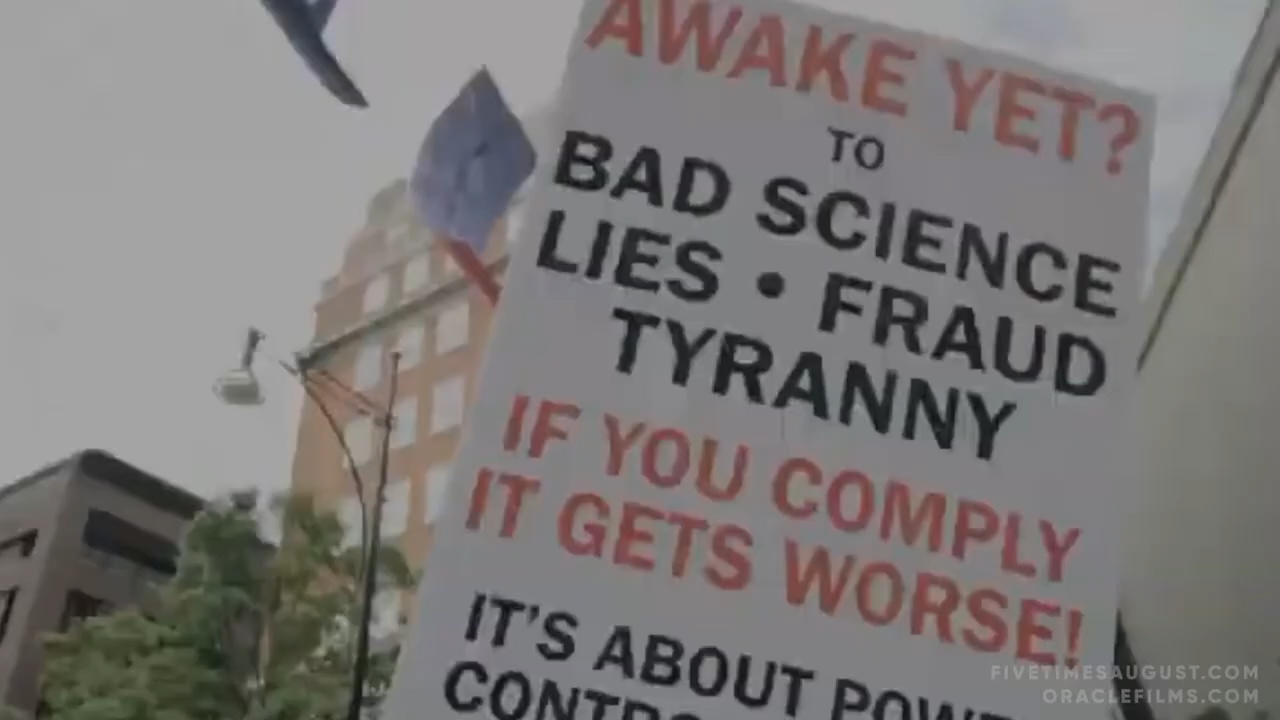 AWAKE YET?
TO
BAD SCIENCE
LIES • FRAUD
TYRANNY
IF YOU COMPLY
IT GETS WORSE!
IT'S ABOUT
FIVETIMESAUGUST.COM
ORACLEFILMS.COM